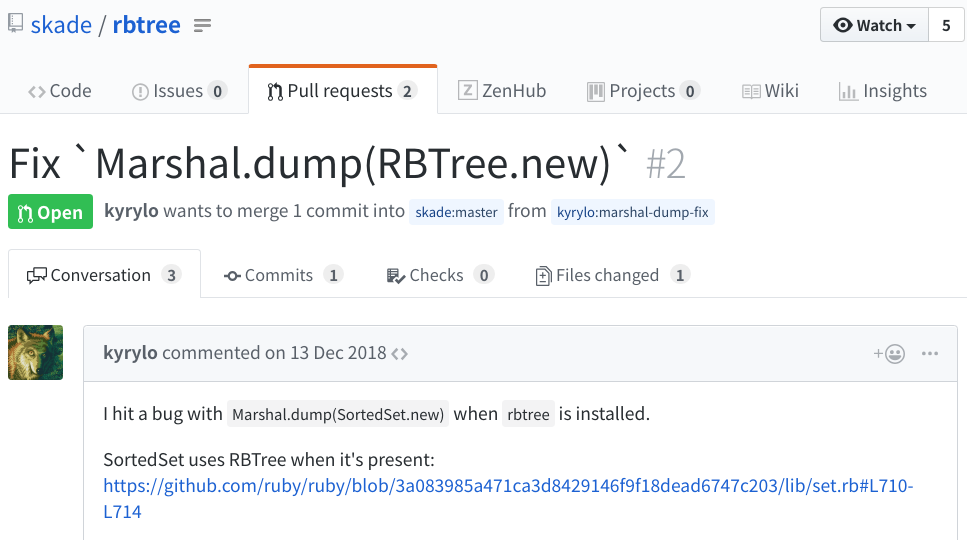 skade / rbtree
Watch 5
Code Issues 0 Pull requests 2 ZenHub Projects 0 Wiki Insights
Fix `Marshal.dump(RBTree.new)` #2
Open kyrylo wants to merge 1 commit into skade:master from kyrylo:marshal-dump-fix
Conversation 3 Commits 1 Checks 0 Files changed 1
kyrylo commented on 13 Dec 2018
I hit a bug with Marshal.dump(SortedSet.new) when rbtree is installed.
SortedSet uses RBTree when it's present:
https://github.com/ruby/ruby/blob/3a083985a471ca3d8429146f9f18dead6747c203/lib/set.rb#L710-
L714